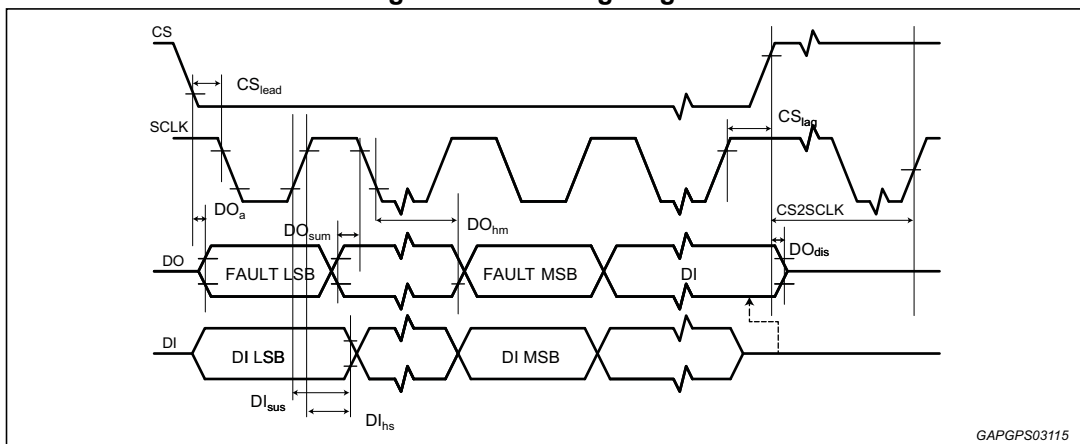 CS
CSlead
SCLK
CSlag
DOa
DOsum
DOhm
CS2SCLK
DOdis
DO
FAULT LSB
FAULT MSB
DI
DI
DI LSB
DI MSB
DIsus
DIhs
GAPGPS03115